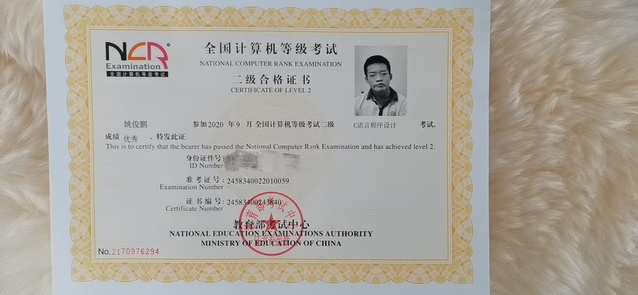 NCR
Examination
全国计算机等级考试
全国计算机等级考试
NATIONAL COMPUTER RANK EXAMINATION
二级合格证书
CERTIFICATE OF LEVEL 2
姚俊鹏 参加2020 年 9 月 全国计算机等级考试二级 C语言程序设计 考试,
成绩 优秀 ,特发此证
This is to certify that the bearer has passed the National Computer Rank Examination and has achieved level 2.
身份证件号:
ID Number
准考证号: 2458340022010059
Examination Number
证书编号: 2458340024
Certificate Number
教育部考试中心
NATIONAL EDUCATION EXAMINATIONS AUTHORITY
MINISTRY OF EDUCATION OF CHINA
No. 2170976294